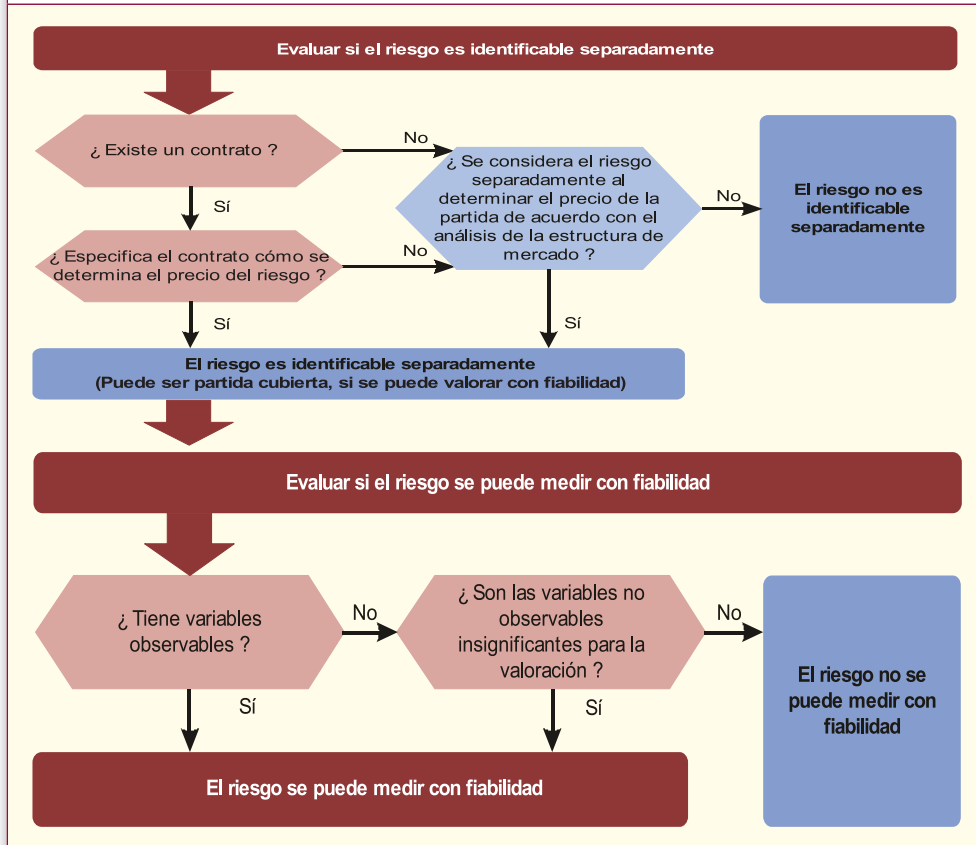 Evaluar si el riesgo es identificable separadamente
¿ Existe un contrato ?
No
¿ Se considera el riesgo
separadamente al
determinar el precio de la
partida de acuerdo con el
análisis de la estructura de
mercado ?
No
El riesgo no es
identificable
separadamente
Sí
¿ Especifica el contrato cómo se
determina el precio del riesgo ?
No
Sí
Sí
El riesgo es identificable separadamente
(Puede ser partida cubierta, si se puede valorar con fiabilidad)
Evaluar si el riesgo se puede medir con fiabilidad
¿ Tiene variables
observables ?
No
¿ Son las variables no
observables
insignificantes para la
valoración ?
No
El riesgo no se
puede medir con
fiabilidad
Sí
Sí
El riesgo se puede medir con fiabilidad